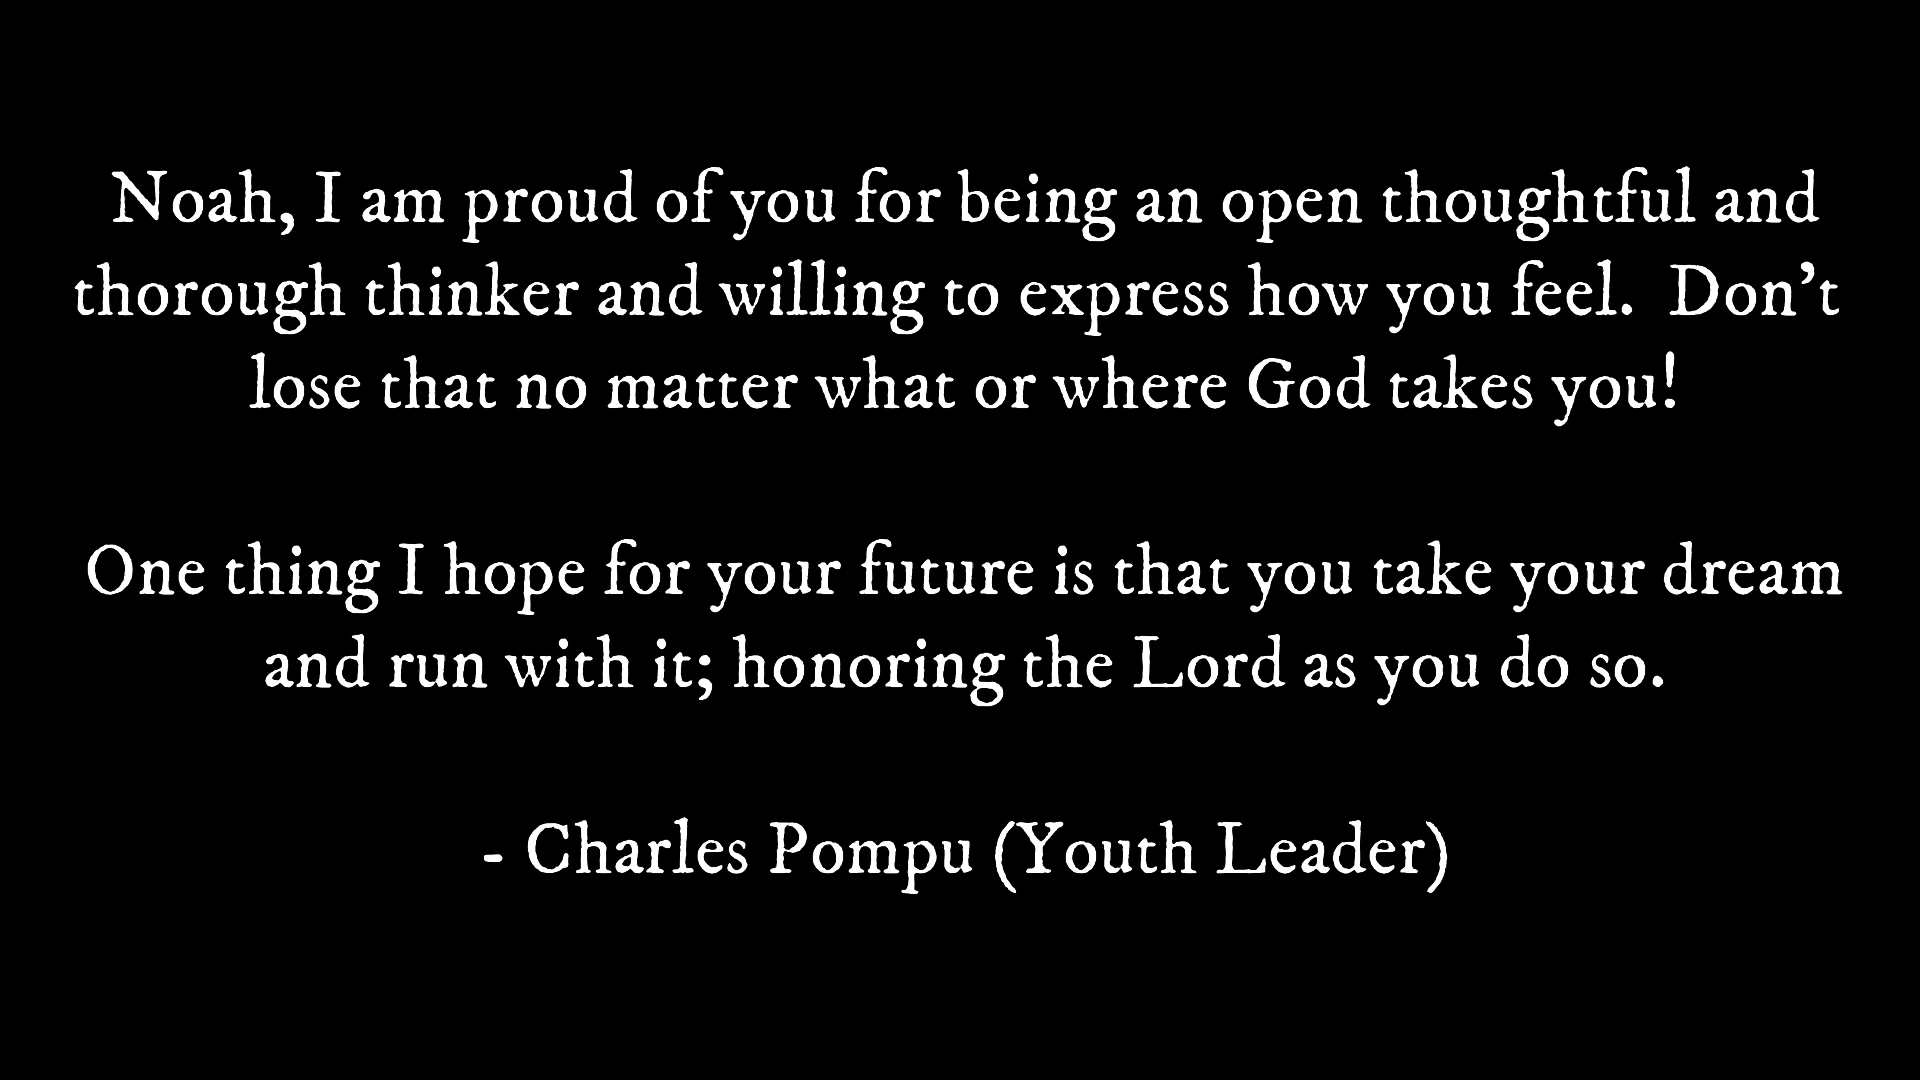 Noah, I am proud of you for being an open thoughtful and
thorough thinker and willing to express how you feel.  Don’t
lose that no matter what or where God takes you!
One thing I hope for your future is that you take your dream
and run with it; honoring the Lord as you do so.
- Charles Pompu (Youth Leader)